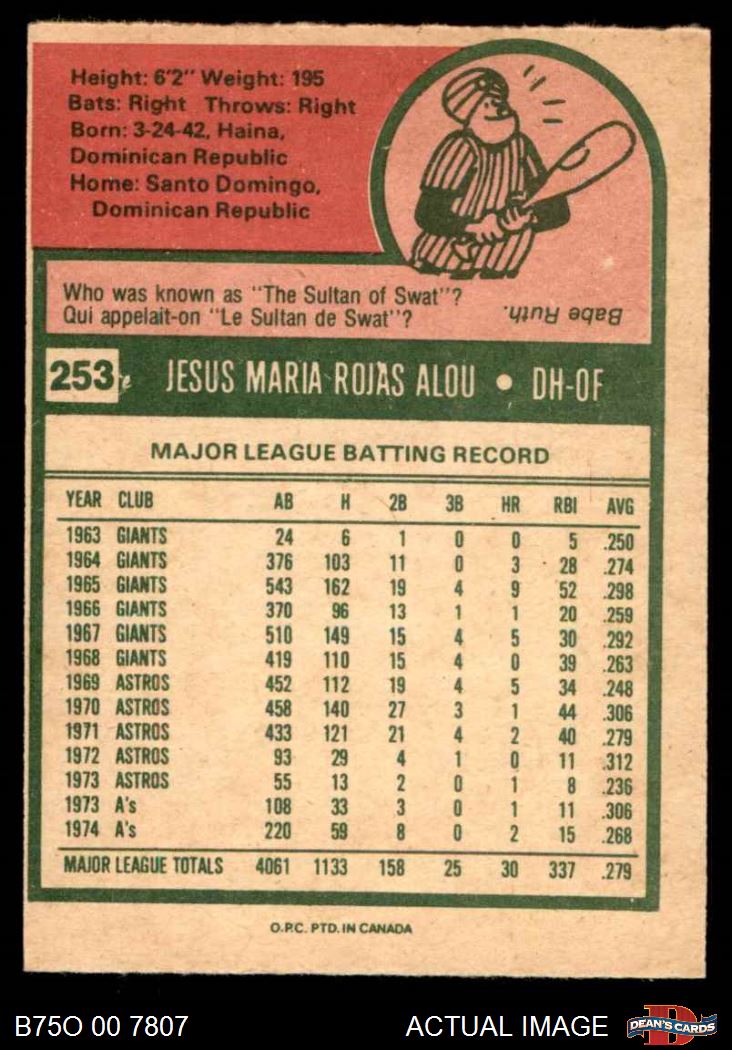 Height: 6'2" Weight: 195
Bats: Right Throws: Right
Born: 3-24-42, Haina,
Dominican Republic
Home: Santo Domingo,
Dominican Republic
Who was known as "The Sultan of Swat"?
Qui appelait-on "Le Sultan de Swat"?
Babe Ruth.
253 JESUS MARIA ROJAS ALOU • DH-OF
MAJOR LEAGUE BATTING RECORD
YEAR CLUB AB H 2B 3B HR RBI AVG
1963 GIANTS 24 6 1 0 0 5 .250
1964 GIANTS 376 103 11 0 3 28 .274
1965 GIANTS 543 162 19 4 9 52 .298
1966 GIANTS 370 96 13 1 1 20 .259
1967 GIANTS 510 149 15 4 5 30 .292
1968 GIANTS 419 110 15 4 0 39 .263
1969 ASTROS 452 112 19 4 5 34 .248
1970 ASTROS 458 140 27 3 1 44 .306
1971 ASTROS 433 121 21 4 2 40 .279
1972 ASTROS 93 29 4 1 0 11 .312
1973 ASTROS 55 13 2 0 1 8 .236
1973 A's 108 33 3 0 1 11 .306
1974 A's 220 59 8 0 2 15 .268
MAJOR LEAGUE TOTALS 4061 1133 158 25 30 337 .279
O.P.C. PTD. IN CANADA
B75O 00 7807 ACTUAL IMAGE DEAN'S CARDS